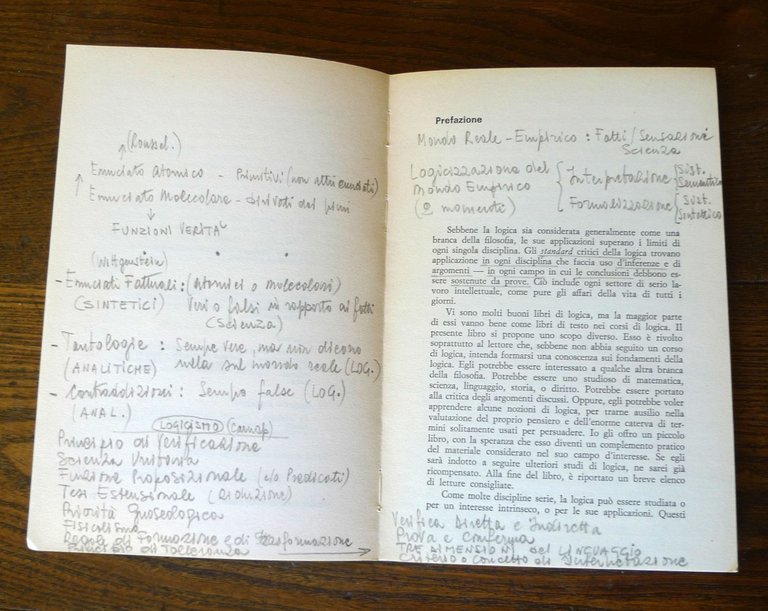 (Russel.)
Enunciato Atomico - Primitivi (non altri enunciati)
Enunciato Molecolare - derivati dai primi
FUNZIONI VERITA'
(Wittgenstein)
- Enunciati Fattuali: (Atomici o molecolari)
(SINTETICI) Veri o falsi in rapporto ai fatti
(Scienza)
- Tautologie : Sempre vere, ma non dicono
(ANALITICHE) nulla sul mondo reale (LOG.)
- Contraddizioni: Sempre false (LOG.)
(ANAL.)
LOGICISMO (Carnap)
Principio di Verificazione
Scienza Unitaria
Funzione Proposizionale (e/o Predicati)
Tesi Estensionale (riduzione)
Priorità Gnoseologica
Fisicalismo
Regole di Formazione e di Trasformazione
Principio di Tolleranza
Prefazione
Mondo Reale - Empirico : Fatti / Sensazione
Scienza
Logicizzazione del
Mondo Empirico
(2 momenti)
Interpretazione
Sist.
Semantico
Formalizzazione
Sist.
Sintattico
Sebbene la logica sia considerata generalmente come una
branca della filosofia, le sue applicazioni superano i limiti di
ogni singola disciplina. Gli standard critici della logica trovano
applicazione in ogni disciplina che faccia uso d'inferenze e di
argomenti — in ogni campo in cui le conclusioni debbono es-
sere sostenute da prove. Ciò include ogni settore di serio la-
voro intellettuale, come pure gli affari della vita di tutti i
giorni.
Vi sono molti buoni libri di logica, ma la maggior parte
di essi vanno bene come libri di testo nei corsi di logica. Il
presente libro si propone uno scopo diverso. Esso è rivolto
soprattutto al lettore che, sebbene non abbia seguito un corso
di logica, intenda formarsi una conoscenza sui fondamenti della
logica. Egli potrebbe essere interessato a qualche altra branca
della filosofia. Potrebbe essere uno studioso di matematica,
scienza, linguaggio, storia, o diritto. Potrebbe essere portato
alla critica degli argomenti discussi. Oppure, egli potrebbe voler
apprendere alcune nozioni di logica, per trarne ausilio nella
valutazione del proprio pensiero e dell'enorme caterva di ter-
mini solitamente usati per persuadere. Io gli offro un piccolo
libro, con la speranza che esso diventi un complemento pratico
del materiale considerato nel suo campo d'interesse. Se egli
sarà indotto a seguire ulteriori studi di logica, ne sarei già
ricompensato. Alla fine del libro, è riportato un breve elenco
di letture consigliate.
Come molte discipline serie, la logica può essere studiata o
per un interesse intrinseco, o per le sue applicazioni. Questi
Verifica Diretta e Indiretta
Prova e conferma
TRE DIMENSIONI del LINGUAGGIO
Criterio o concetto di Interpretazione